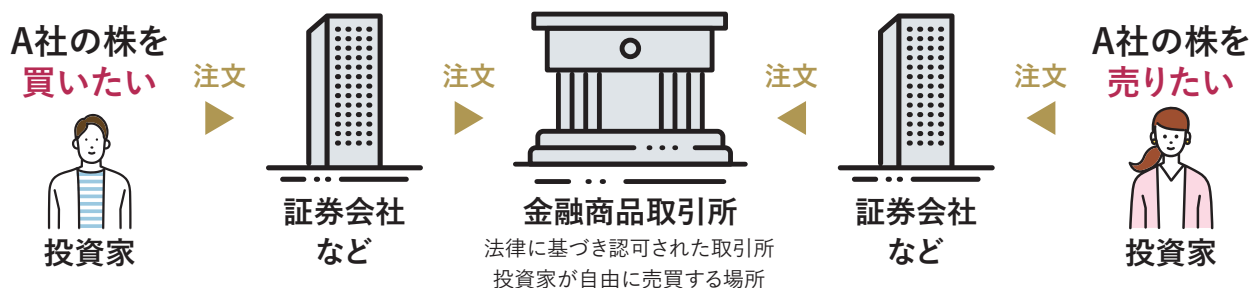 A社の株を
買いたい
投資家
注文
証券会社
など
注文
金融商品取引所
法律に基づき認可された取引所
投資家が自由に売買する場所
注文
証券会社
など
注文
A社の株を
売りたい
投資家